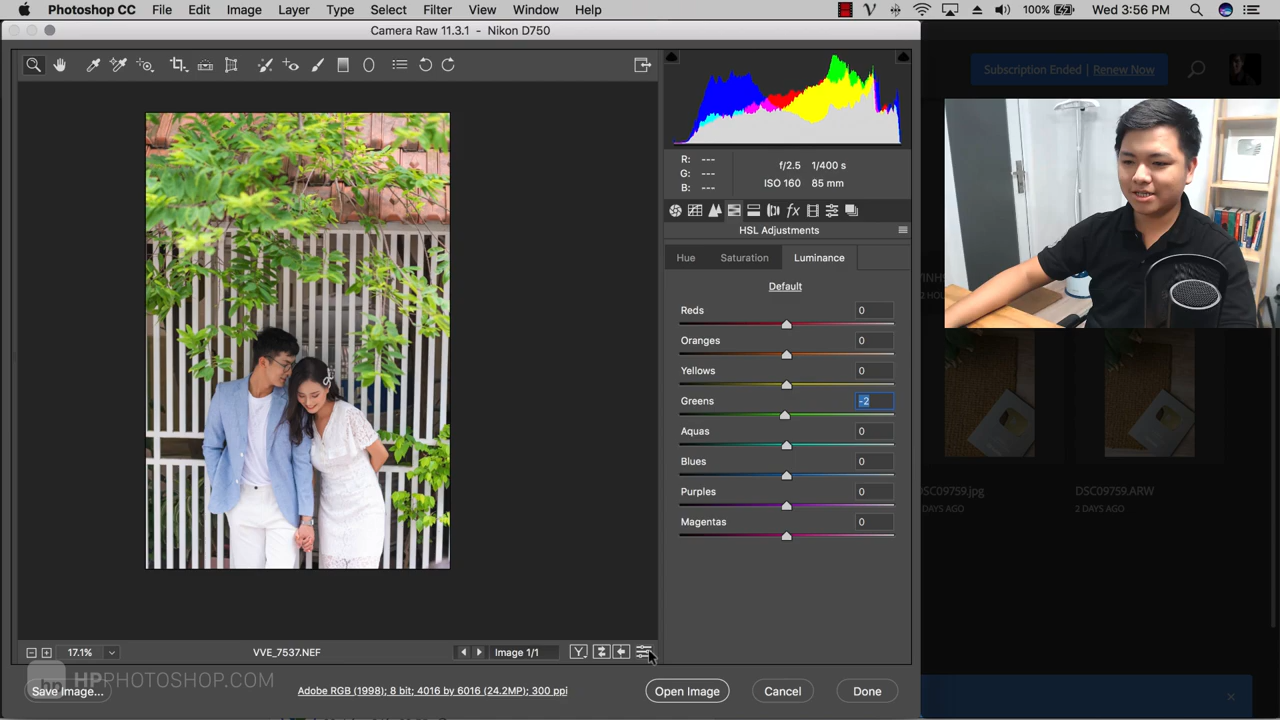 Photoshop CC File Edit Image Layer Type Select Filter View Window Help 100% Wed 3:56 PM
Camera Raw 11.3.1 - Nikon D750
Subscription Ended | Renew Now
R: ---
G: ---
B: ---
f/2.5 1/400 s
ISO 160 85 mm
HSL Adjustments
Hue Saturation Luminance
Default
Reds 0
Oranges 0
Yellows 0
Greens -2
Aquas 0
Blues 0
Purples 0
Magentas 0
DSC09759.ARW
2 DAYS AGO
17.1% VVE_7537.NEF Image 1/1 Y
hp HPPHOTOSHOP.COM
Save Image... Adobe RGB (1998); 8 bit; 4016 by 6016 (24.2MP); 300 ppi Open Image Cancel Done